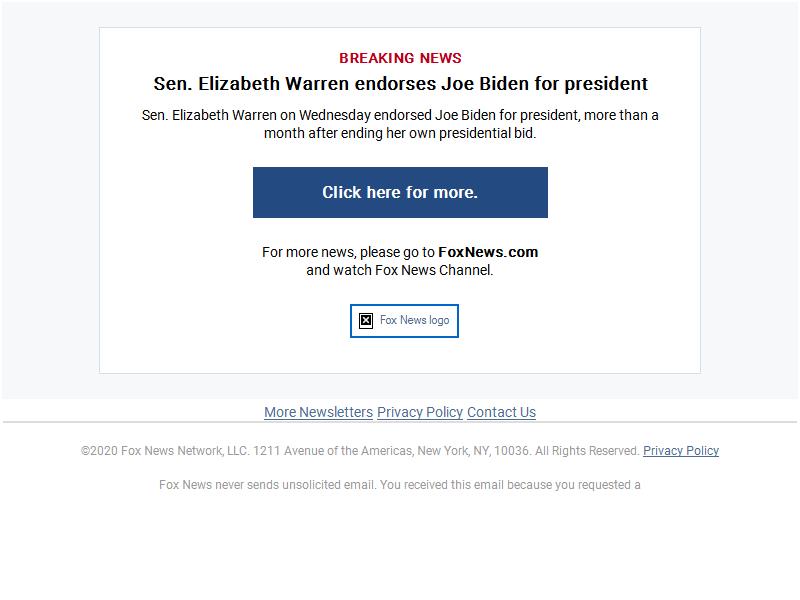 BREAKING NEWS
Sen. Elizabeth Warren endorses Joe Biden for president
Sen. Elizabeth Warren on Wednesday endorsed Joe Biden for president, more than a
month after ending her own presidential bid.
Click here for more.
For more news, please go to FoxNews.com
and watch Fox News Channel.
Fox News logo
More Newsletters Privacy Policy Contact Us
©2020 Fox News Network, LLC. 1211 Avenue of the Americas, New York, NY, 10036. All Rights Reserved. Privacy Policy
Fox News never sends unsolicited email. You received this email because you requested a